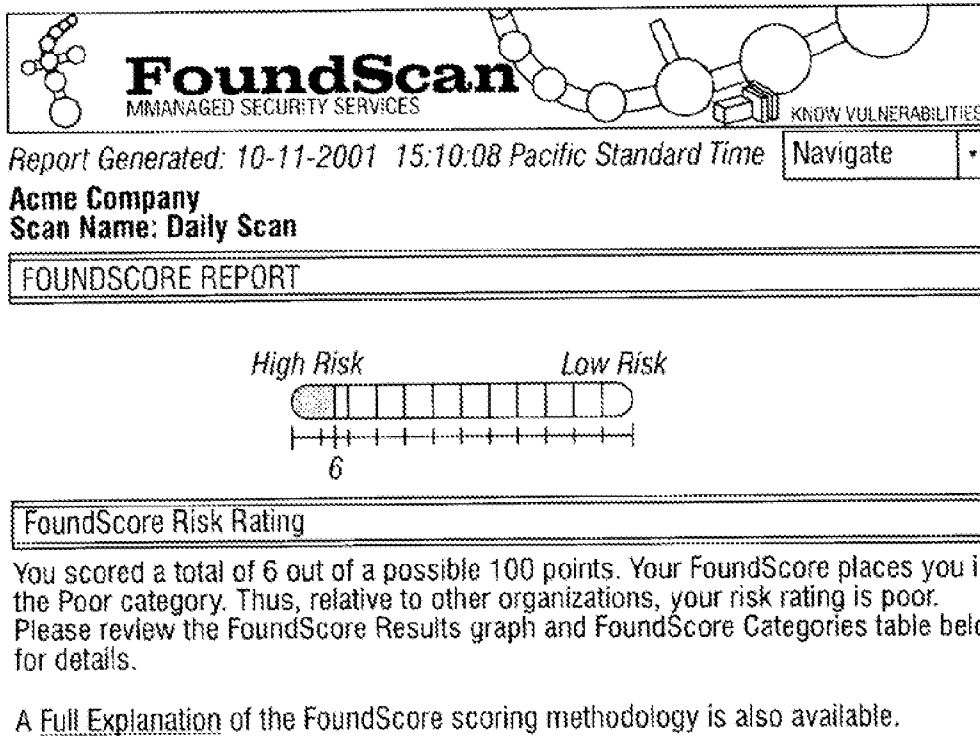 FoundScan
MMANAGED SECURITY SERVICES
KNOW VULNERABILITIES
Report Generated: 10-11-2001 15:10:08 Pacific Standard Time
Navigate
Acme Company
Scan Name: Daily Scan
FOUNDSCORE REPORT
High Risk Low Risk
6
FoundScore Risk Rating
You scored a total of 6 out of a possible 100 points. Your FoundScore places you i
the Poor category. Thus, relative to other organizations, your risk rating is poor.
Please review the FoundScore Results graph and FoundScore Categories table belo
for details.
A Full Explanation of the FoundScore scoring methodology is also available.